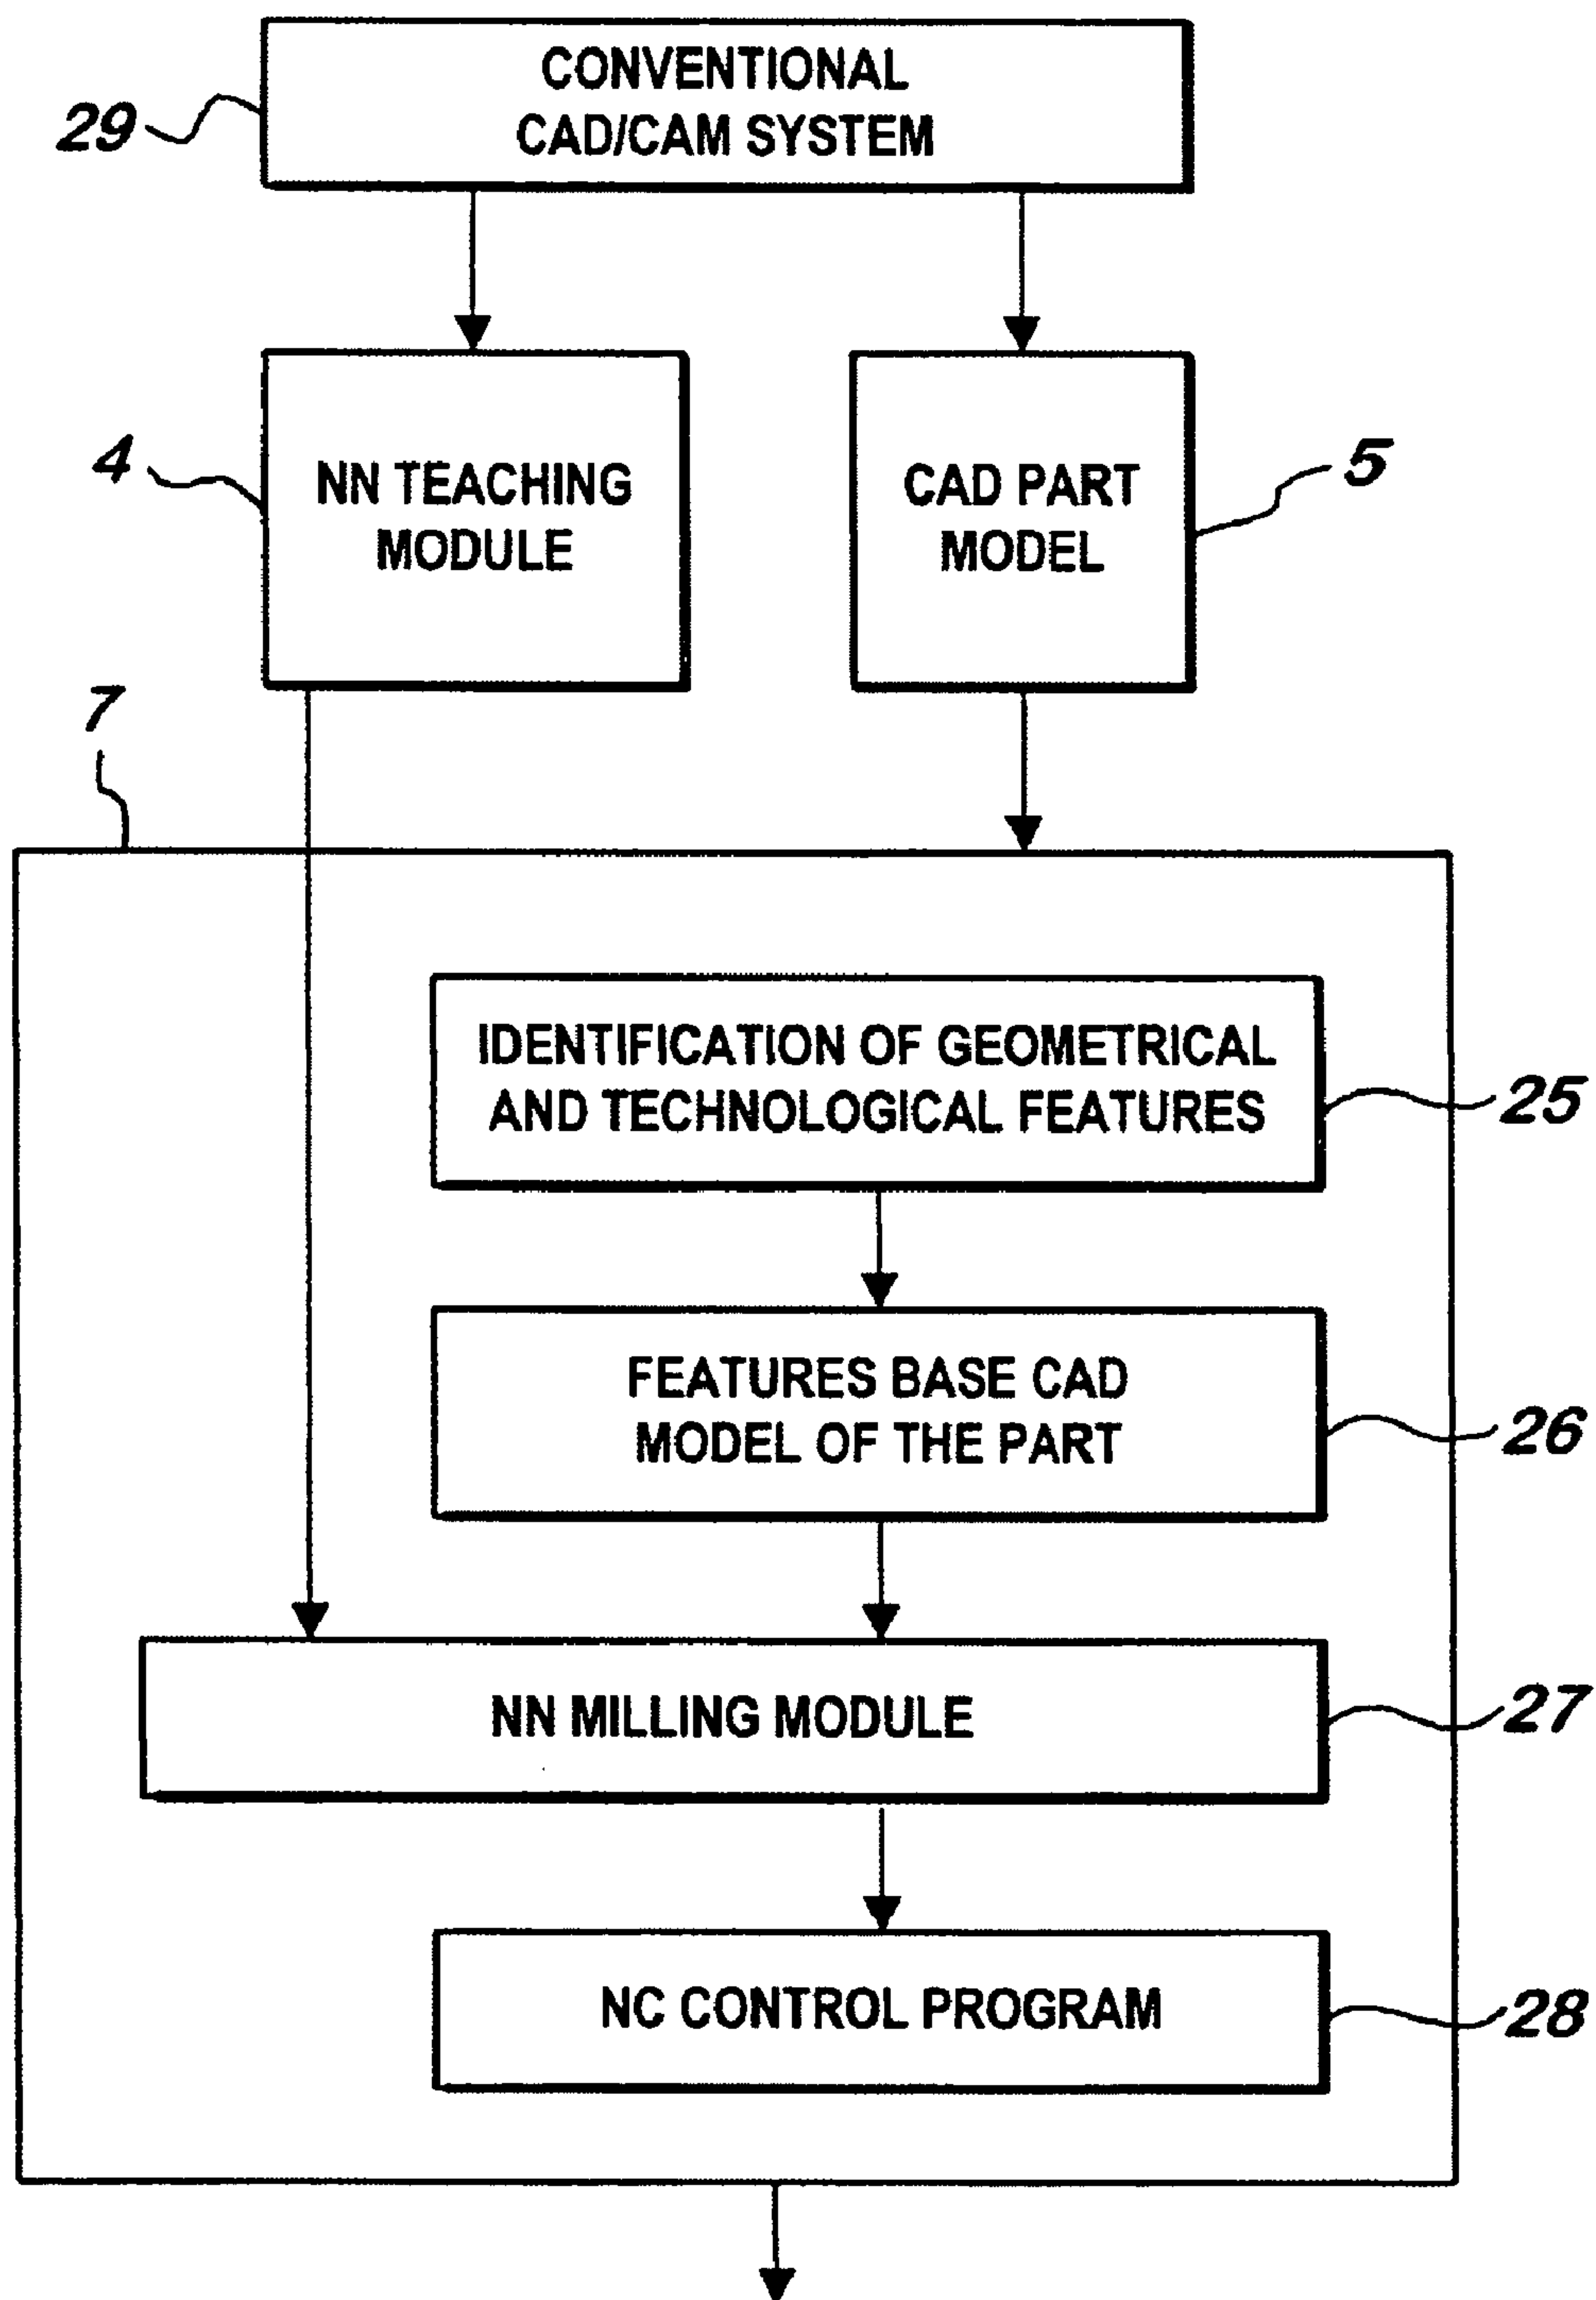 CONVENTIONAL
CAD/CAM SYSTEM
29
NN TEACHING
MODULE
4
CAD PART
MODEL
5
7
IDENTIFICATION OF GEOMETRICAL
AND TECHNOLOGICAL FEATURES
25
FEATURES BASE CAD
MODEL OF THE PART
26
NN MILLING MODULE
27
NC CONTROL PROGRAM
28